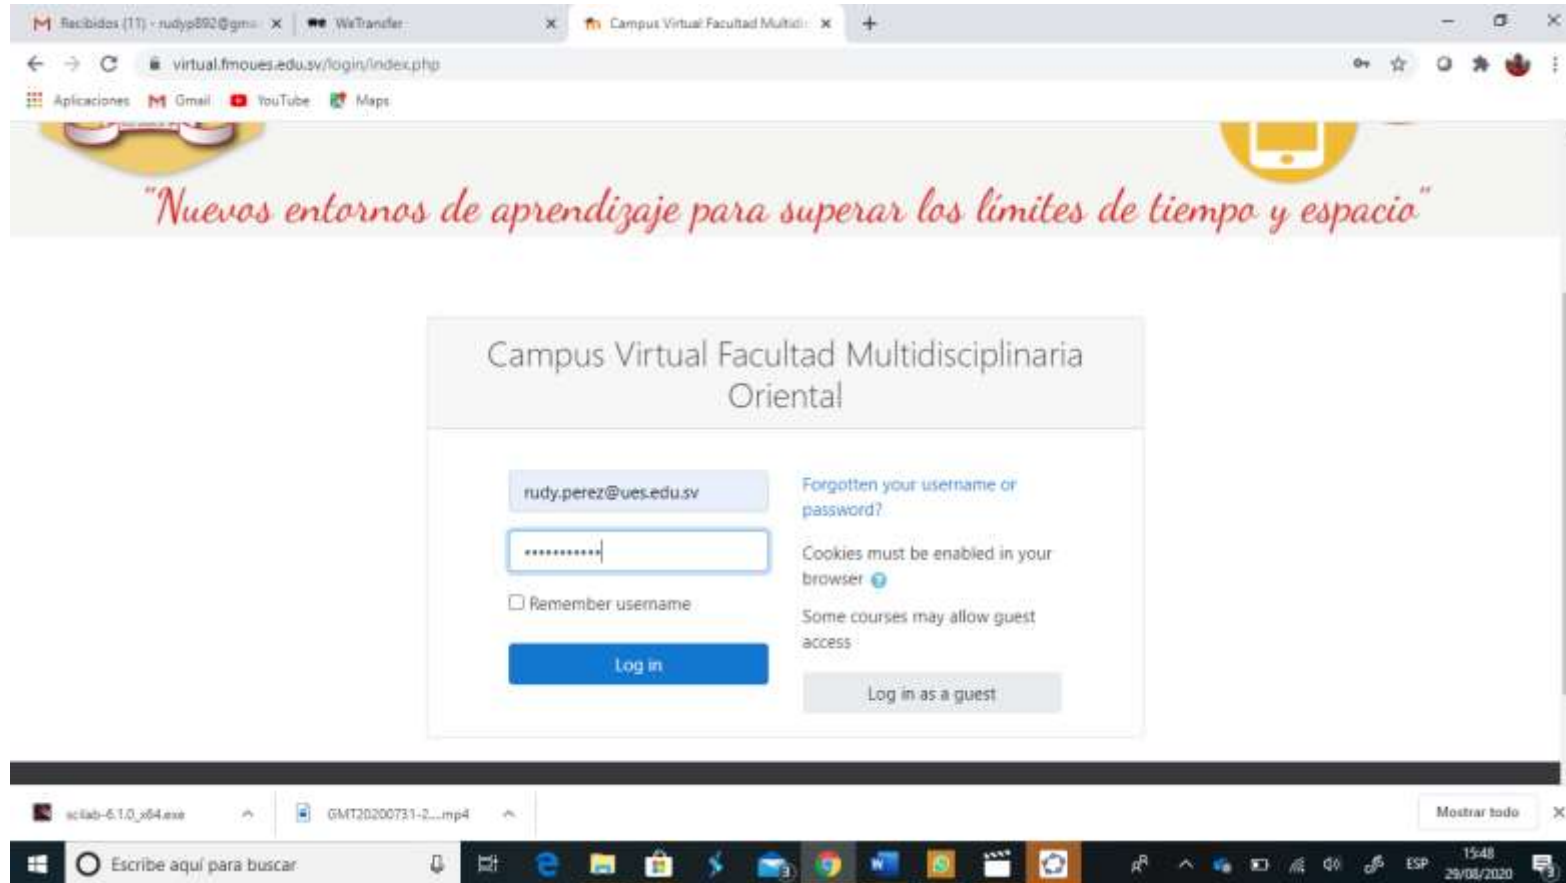 Recibidos (11) - rudyp892@gma
WeTransfer
Campus Virtual Facultad Multidi
virtual.fmoues.edu.sv/login/index.php
Aplicaciones Gmail YouTube Maps
"Nuevos entornos de aprendizaje para superar los límites de tiempo y espacio"
Campus Virtual Facultad Multidisciplinaria
Oriental
rudy.perez@ues.edu.sv
•••••••••••
Remember username
Log in
Forgotten your username or
password?
Cookies must be enabled in your
browser
Some courses may allow guest
access
Log in as a guest
scilab-6.1.0_x64.exe
GMT20200731-2....mp4
Mostrar todo
Escribe aquí para buscar
ESP
15:48
29/08/2020